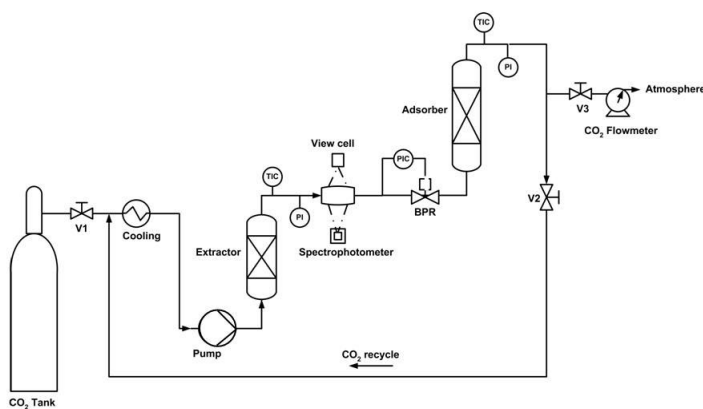 TIC
PI
Adsorber
Atmosphere
V3
CO₂ Flowmeter
View cell
PIC
TIC
PI
BPR
V2
V1
Cooling
Extractor
Spectrophotometer
Pump
CO₂ recycle
CO₂ Tank